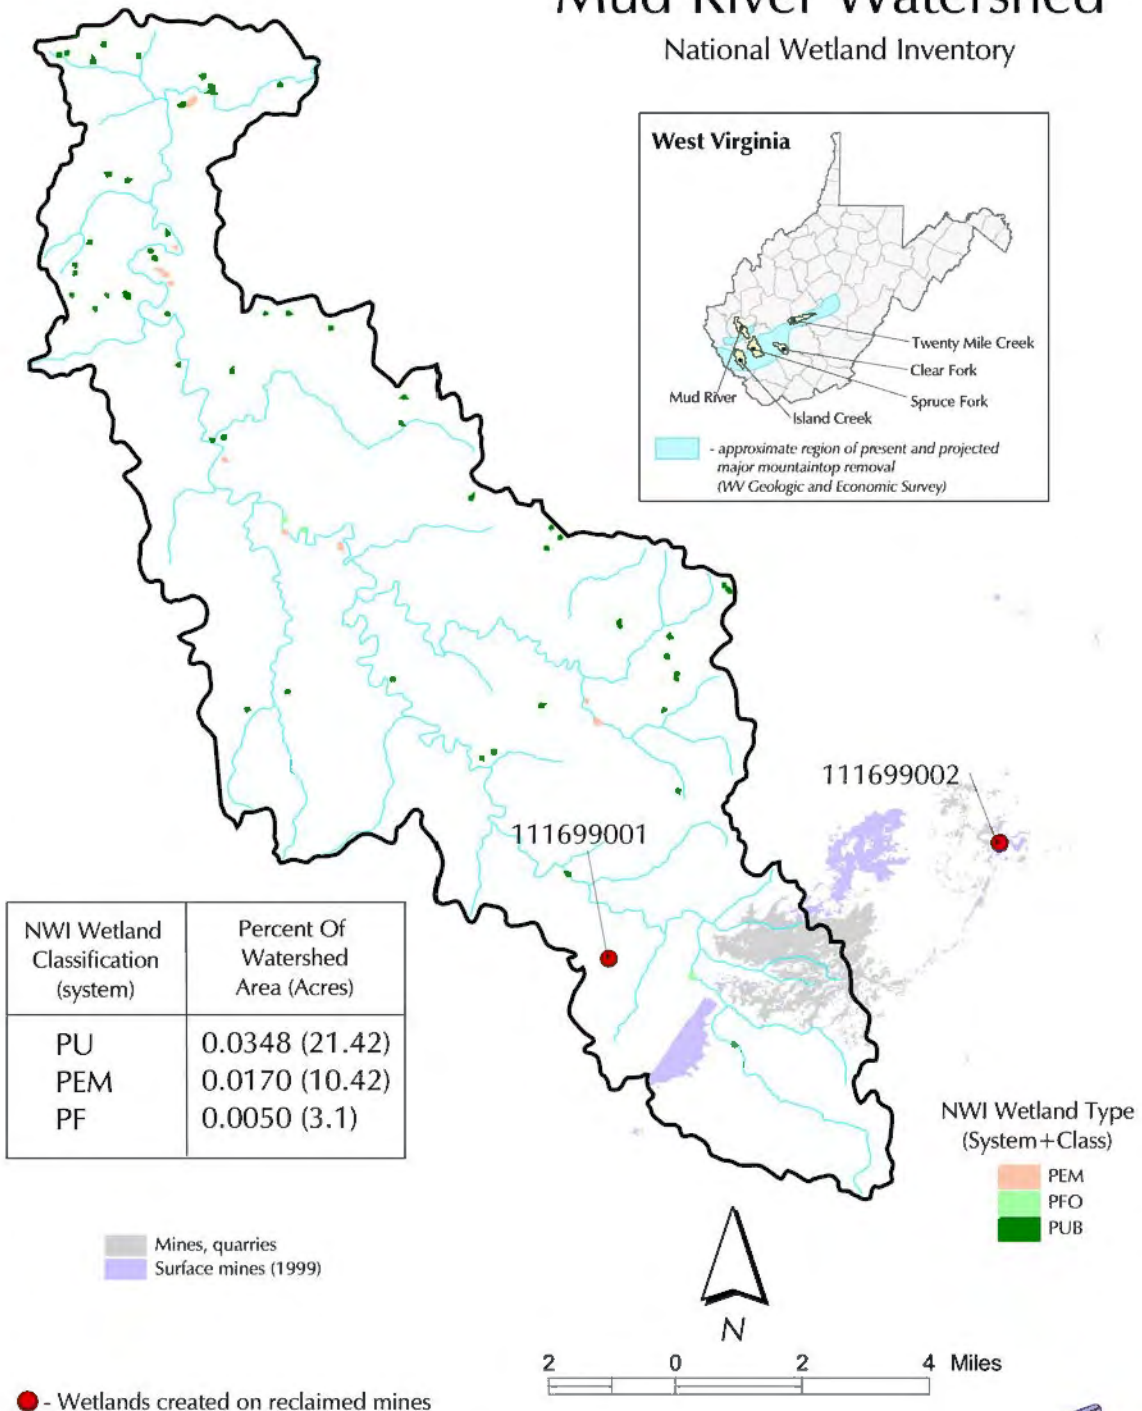 Mud River Watershed
National Wetland Inventory
West Virginia
Twenty Mile Creek
Clear Fork
Mud River
Spruce Fork
Island Creek
- approximate region of present and projected
major mountaintop removal
(WV Geologic and Economic Survey)
111699002
111699001
NWI Wetland
Classification
(system)
Percent Of
Watershed
Area (Acres)
PU 0.0348 (21.42)
PEM 0.0170 (10.42)
PF 0.0050 (3.1)
NWI Wetland Type
(System+Class)
PEM
PFO
PUB
Mines, quarries
Surface mines (1999)
N
2 0 2 4 Miles
- Wetlands created on reclaimed mines